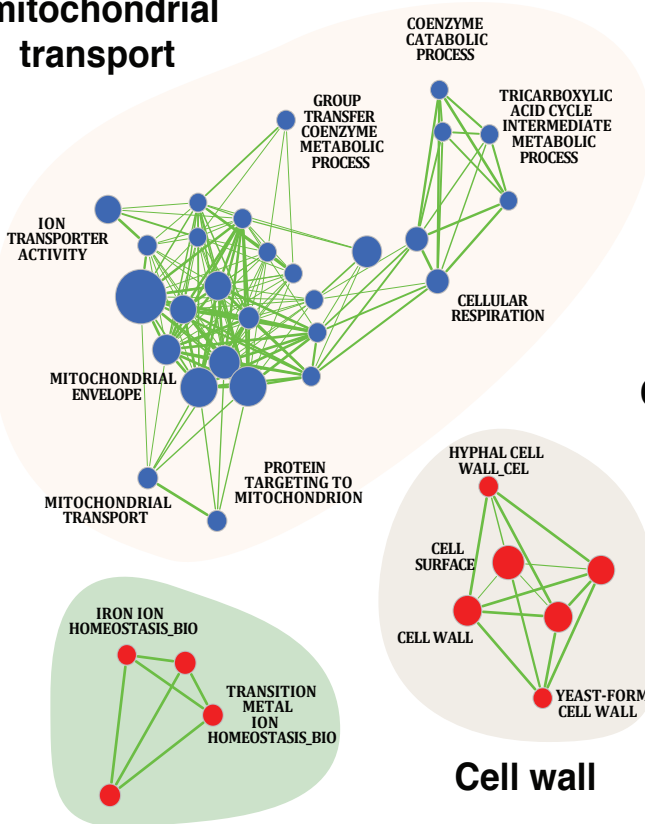 mitochondrial
transport
COENZYME
CATABOLIC
PROCESS
GROUP
TRANSFER
COENZYME
METABOLIC
PROCESS
TRICARBOXYLIC
ACID CYCLE
INTERMEDIATE
METABOLIC
PROCESS
ION
TRANSPORTER
ACTIVITY
CELLULAR
RESPIRATION
MITOCHONDRIAL
ENVELOPE
PROTEIN
TARGETING TO
MITOCHONDRION
MITOCHONDRIAL
TRANSPORT
HYPHAL CELL
WALL_CEL
CELL
SURFACE
CELL WALL
YEAST-FORM
CELL WALL
Cell wall
IRON ION
HOMEOSTASIS_BIO
TRANSITION
METAL
ION
HOMEOSTASIS_BIO